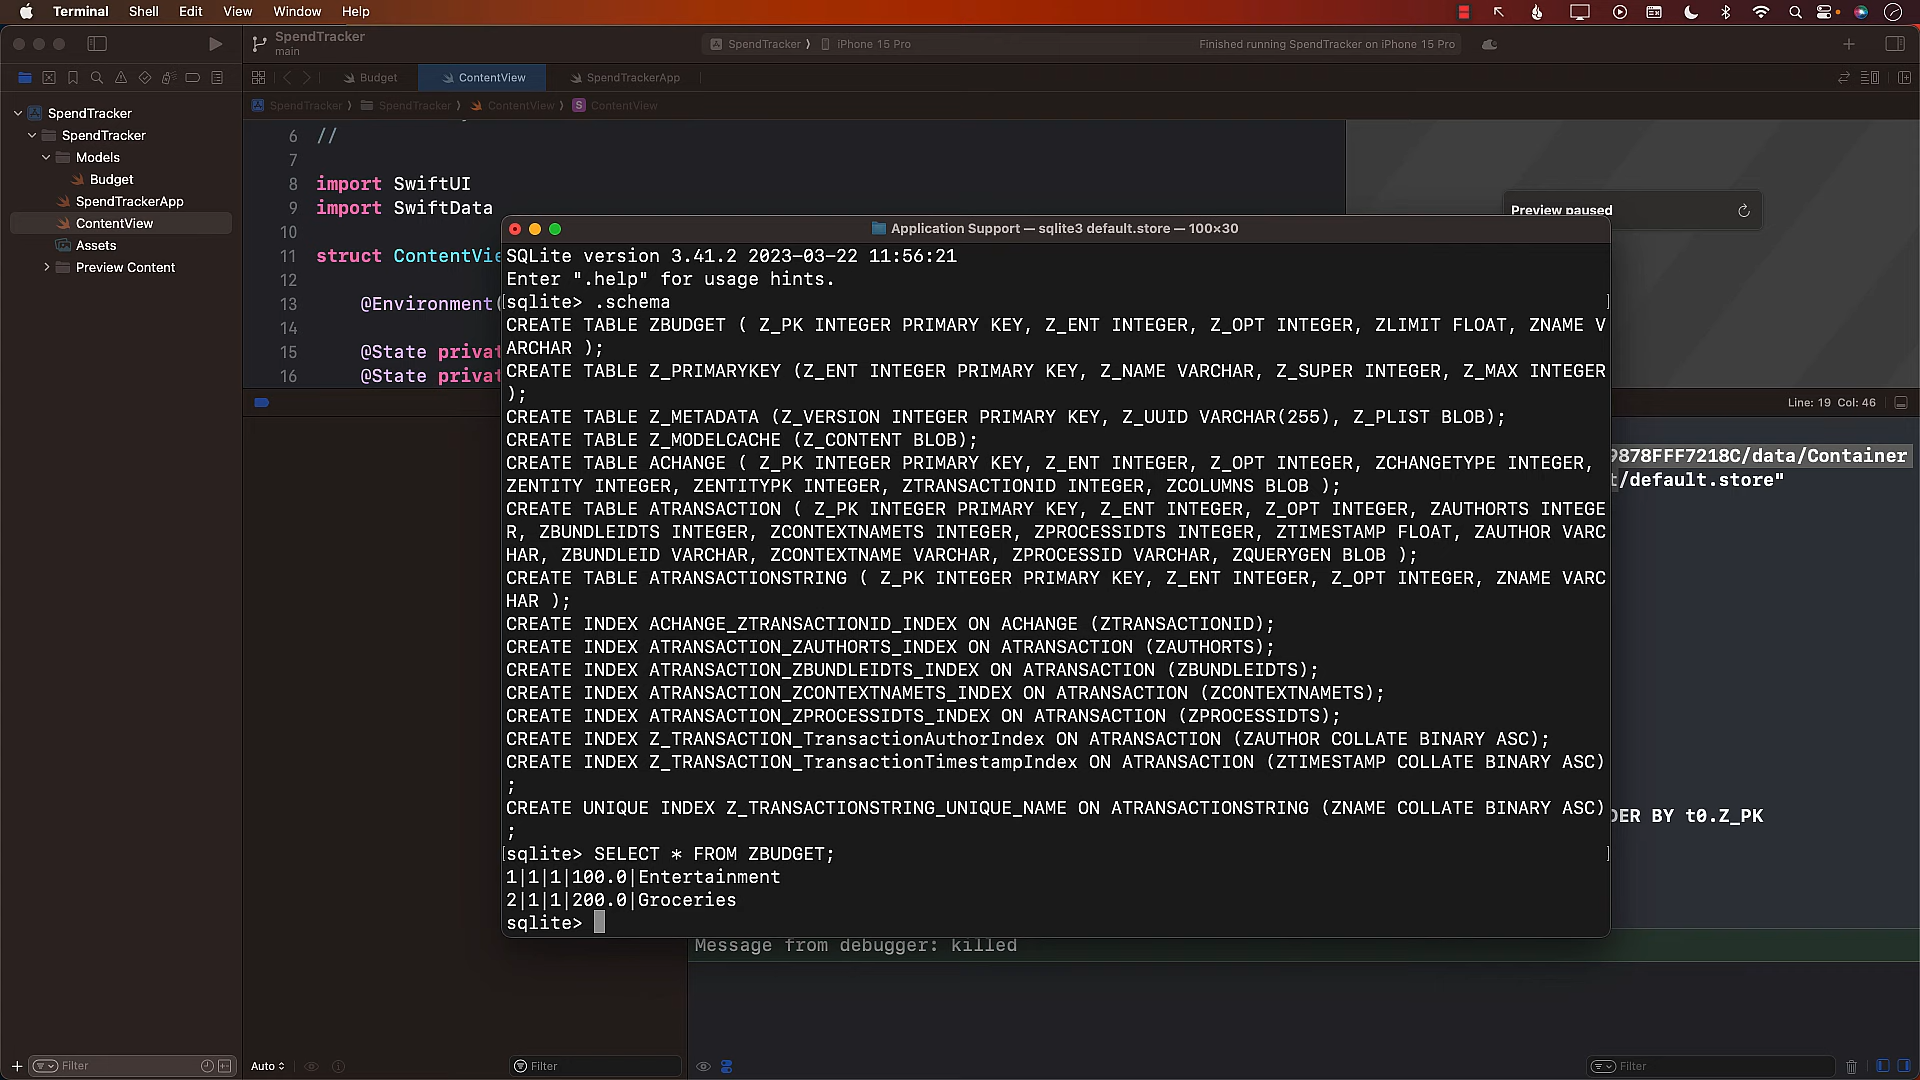 Terminal Shell Edit View Window Help
SpendTracker
main
SpendTracker ⟩ iPhone 15 Pro
Finished running SpendTracker on iPhone 15 Pro
Budget
ContentView
SpendTrackerApp
SpendTracker ⟩ SpendTracker ⟩ ContentView ⟩ S ContentView
SpendTracker
SpendTracker
Models
Budget
SpendTrackerApp
ContentView
Assets
Preview Content
6 //
7
8 import SwiftUI
9 import SwiftData
10
11 struct ContentVie
12
13 @Environment(
14
15 @State privat
16 @State privat
Preview paused
Application Support — sqlite3 default.store — 100×30
SQLite version 3.41.2 2023-03-22 11:56:21
Enter ".help" for usage hints.
[sqlite> .schema ]
CREATE TABLE ZBUDGET ( Z_PK INTEGER PRIMARY KEY, Z_ENT INTEGER, Z_OPT INTEGER, ZLIMIT FLOAT, ZNAME V
ARCHAR );
CREATE TABLE Z_PRIMARYKEY (Z_ENT INTEGER PRIMARY KEY, Z_NAME VARCHAR, Z_SUPER INTEGER, Z_MAX INTEGER
);
CREATE TABLE Z_METADATA (Z_VERSION INTEGER PRIMARY KEY, Z_UUID VARCHAR(255), Z_PLIST BLOB);
CREATE TABLE Z_MODELCACHE (Z_CONTENT BLOB);
CREATE TABLE ACHANGE ( Z_PK INTEGER PRIMARY KEY, Z_ENT INTEGER, Z_OPT INTEGER, ZCHANGETYPE INTEGER,
ZENTITY INTEGER, ZENTITYPK INTEGER, ZTRANSACTIONID INTEGER, ZCOLUMNS BLOB );
CREATE TABLE ATRANSACTION ( Z_PK INTEGER PRIMARY KEY, Z_ENT INTEGER, Z_OPT INTEGER, ZAUTHORTS INTEGE
R, ZBUNDLEIDTS INTEGER, ZCONTEXTNAMETS INTEGER, ZPROCESSIDTS INTEGER, ZTIMESTAMP FLOAT, ZAUTHOR VARC
HAR, ZBUNDLEID VARCHAR, ZCONTEXTNAME VARCHAR, ZPROCESSID VARCHAR, ZQUERYGEN BLOB );
CREATE TABLE ATRANSACTIONSTRING ( Z_PK INTEGER PRIMARY KEY, Z_ENT INTEGER, Z_OPT INTEGER, ZNAME VARC
HAR );
CREATE INDEX ACHANGE_ZTRANSACTIONID_INDEX ON ACHANGE (ZTRANSACTIONID);
CREATE INDEX ATRANSACTION_ZAUTHORTS_INDEX ON ATRANSACTION (ZAUTHORTS);
CREATE INDEX ATRANSACTION_ZBUNDLEIDTS_INDEX ON ATRANSACTION (ZBUNDLEIDTS);
CREATE INDEX ATRANSACTION_ZCONTEXTNAMETS_INDEX ON ATRANSACTION (ZCONTEXTNAMETS);
CREATE INDEX ATRANSACTION_ZPROCESSIDTS_INDEX ON ATRANSACTION (ZPROCESSIDTS);
CREATE INDEX Z_TRANSACTION_TransactionAuthorIndex ON ATRANSACTION (ZAUTHOR COLLATE BINARY ASC);
CREATE INDEX Z_TRANSACTION_TransactionTimestampIndex ON ATRANSACTION (ZTIMESTAMP COLLATE BINARY ASC)
;
CREATE UNIQUE INDEX Z_TRANSACTIONSTRING_UNIQUE_NAME ON ATRANSACTIONSTRING (ZNAME COLLATE BINARY ASC)
;
[sqlite> SELECT * FROM ZBUDGET; ]
1|1|1|100.0|Entertainment
2|1|1|200.0|Groceries
sqlite>
Line: 19 Col: 46
9878FFF7218C/data/Container
t/default.store"
DER BY t0.Z_PK
Message from debugger: killed
Filter
Auto
Filter
Filter